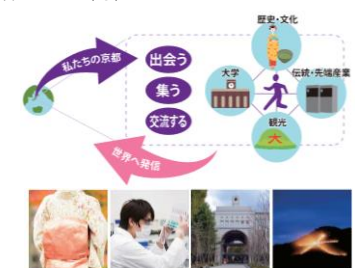 歴史・文化
私たちの京都
出会う
集う
交流する
大学
伝統・先端産業
観光
大
世界へ発信